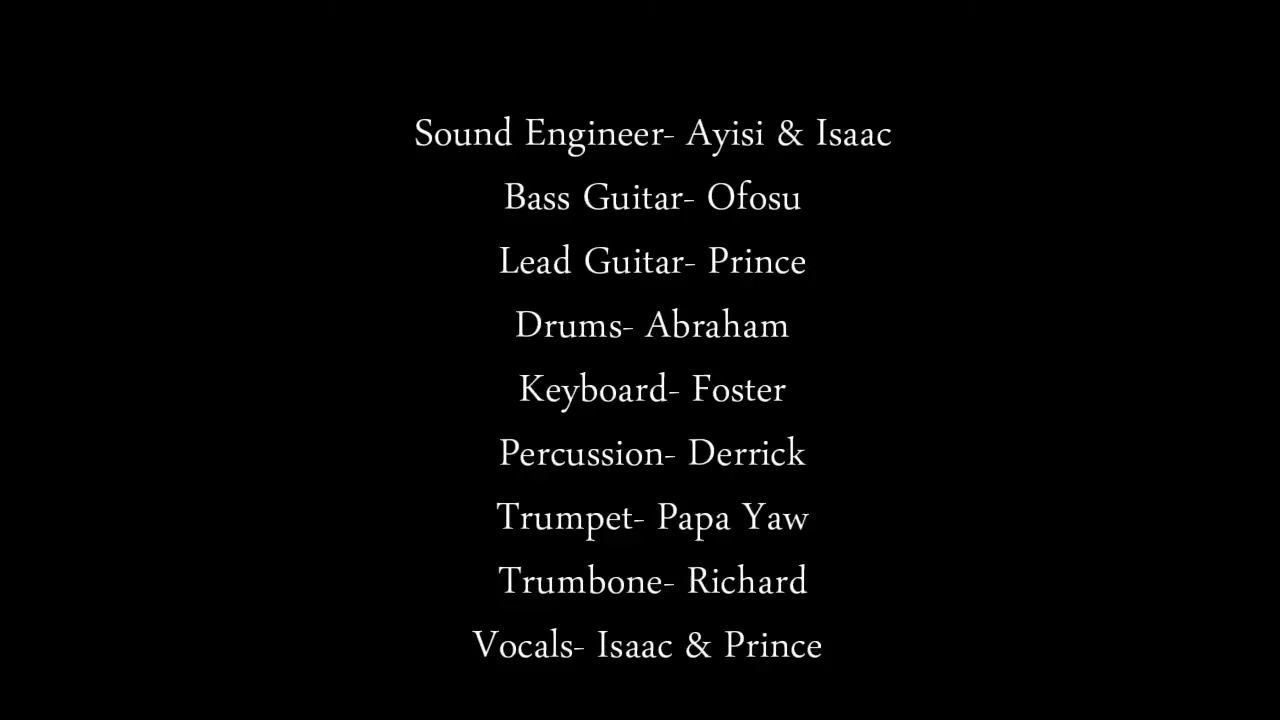 Sound Engineer- Ayisi & Isaac
Bass Guitar- Ofosu
Lead Guitar- Prince
Drums- Abraham
Keyboard- Foster
Percussion- Derrick
Trumpet- Papa Yaw
Trumbone- Richard
Vocals- Isaac & Prince